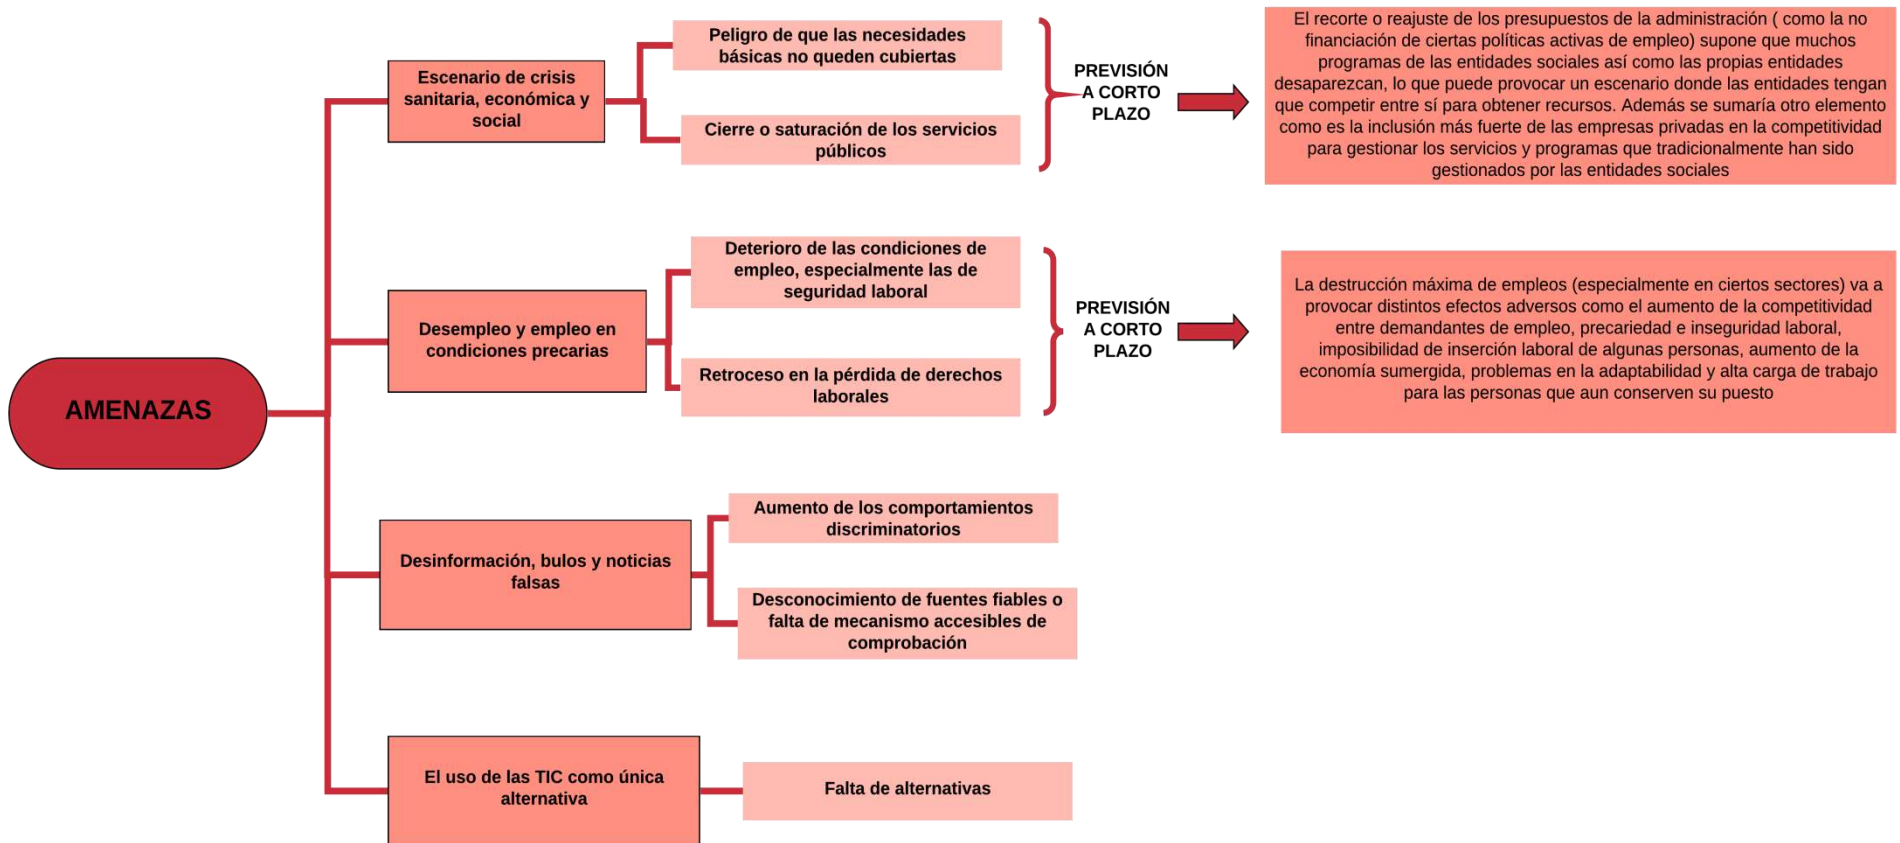 AMENAZAS
Escenario de crisis
sanitaria, económica y
social
Peligro de que las necesidades
básicas no queden cubiertas
Cierre o saturación de los servicios
públicos
PREVISIÓN
A CORTO
PLAZO
El recorte o reajuste de los presupuestos de la administración ( como la no
financiación de ciertas políticas activas de empleo) supone que muchos
programas de las entidades sociales así como las propias entidades
desaparezcan, lo que puede provocar un escenario donde las entidades tengan
que competir entre sí para obtener recursos. Además se sumaría otro elemento
como es la inclusión más fuerte de las empresas privadas en la competitividad
para gestionar los servicios y programas que tradicionalmente han sido
gestionados por las entidades sociales
Desempleo y empleo en
condiciones precarias
Deterioro de las condiciones de
empleo, especialmente las de
seguridad laboral
Retroceso en la pérdida de derechos
laborales
PREVISIÓN
A CORTO
PLAZO
La destrucción máxima de empleos (especialmente en ciertos sectores) va a
provocar distintos efectos adversos como el aumento de la competitividad
entre demandantes de empleo, precariedad e inseguridad laboral,
imposibilidad de inserción laboral de algunas personas, aumento de la
economía sumergida, problemas en la adaptabilidad y alta carga de trabajo
para las personas que aun conserven su puesto
Desinformación, bulos y noticias
falsas
Aumento de los comportamientos
discriminatorios
Desconocimiento de fuentes fiables o
falta de mecanismo accesibles de
comprobación
El uso de las TIC como única
alternativa
Falta de alternativas